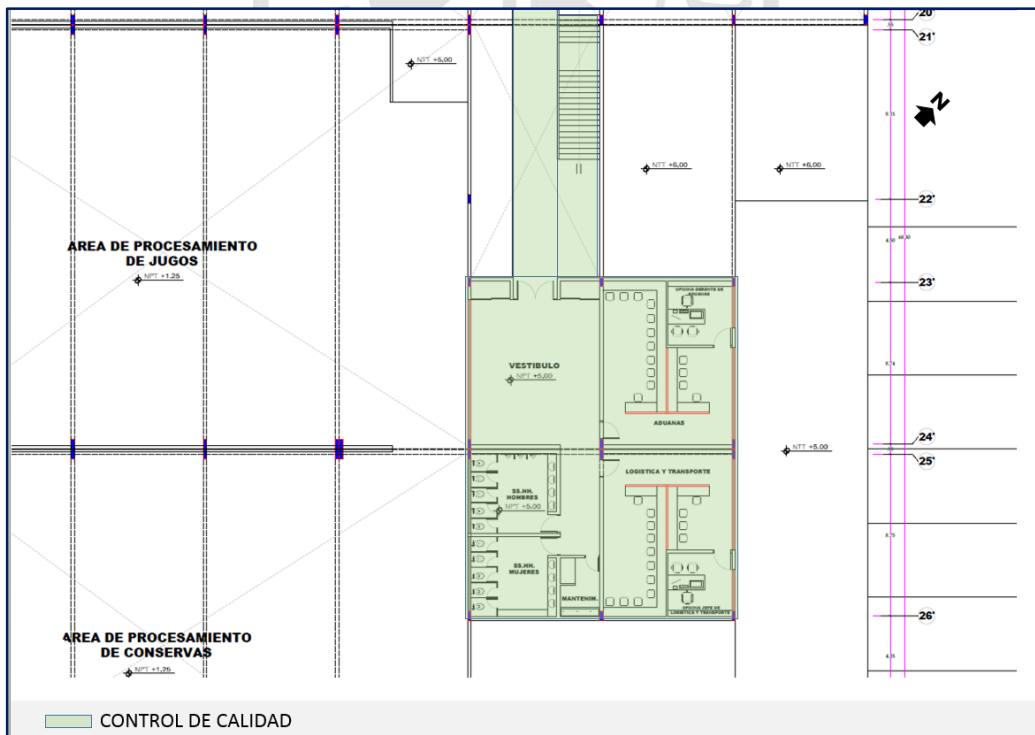 20'
21'
NTT +5,00
N
NTT +6,00
NTT +6,00
22'
AREA DE PROCESAMIENTO
DE JUGOS
NPT +1.25
23'
OFICINA GERENTE DE
ADUANAS
VESTIBULO
NPT +5,00
ADUANAS
24'
NTT +5.00
25'
LOGISTICA Y TRANSPORTE
SS.HH.
HOMBRES
NPT +5.00
SS.HH.
MUJERES
MANTENIM.
OFICINA JEFE DE
LOGISTICA Y TRANSPORTE
26'
AREA DE PROCESAMIENTO
DE CONSERVAS
NPT +1.25
CONTROL DE CALIDAD